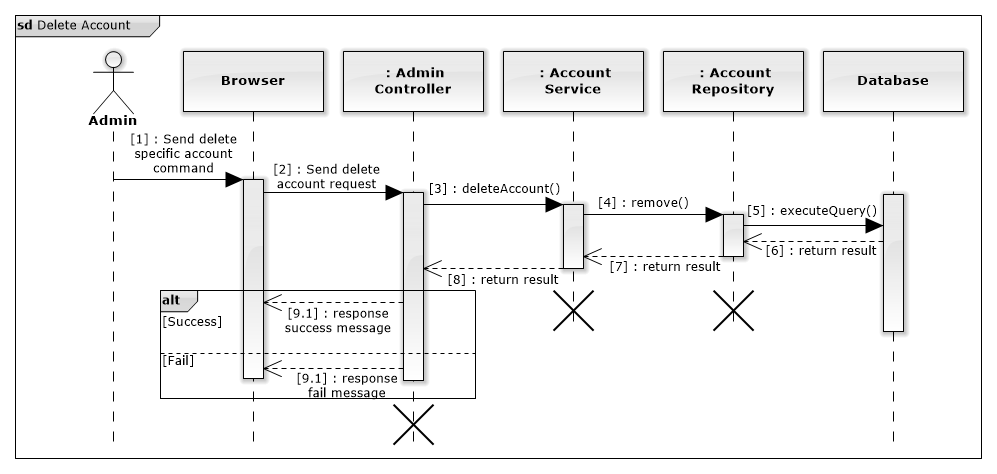 sd Delete Account
Admin
Browser
: Admin
Controller
: Account
Service
: Account
Repository
Database
[1] : Send delete
specific account
command
[2] : Send delete
account request
[3] : deleteAccount()
[4] : remove()
[5] : executeQuery()
[6] : return result
[7] : return result
[8] : return result
alt
[Success]
[9.1] : response
success message
[Fail]
[9.1] : response
fail message